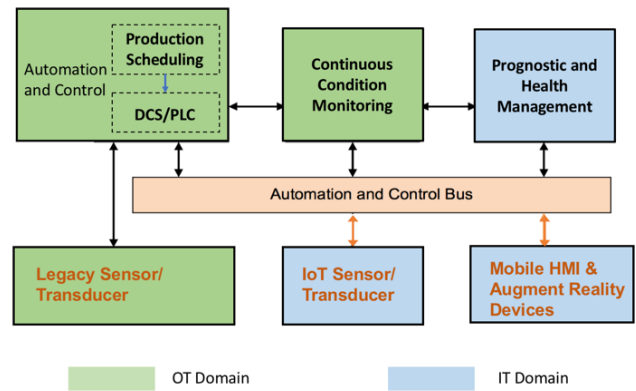 Production
Scheduling
Automation
and Control
DCS/PLC
Continuous
Condition
Monitoring
Prognostic and
Health
Management
Automation and Control Bus
Legacy Sensor/
Transducer
IoT Sensor/
Transducer
Mobile HMI &
Augment Reality
Devices
OT Domain
IT Domain